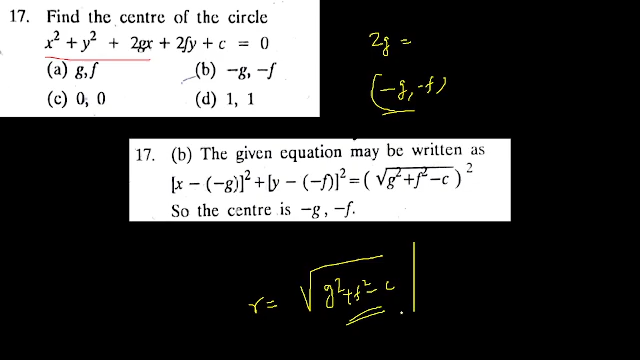 17. Find the centre of the circle
x² + y² + 2gx + 2fy + c = 0
(a) g, f (b) −g, −f
(c) 0, 0 (d) 1, 1
2g =
(−g, −f)
17. (b) The given equation may be written as
[x − (−g)]² + [y − (−f)]² = (√g²+f²−c)²
So the centre is −g, −f.
r = √g²+f²−c